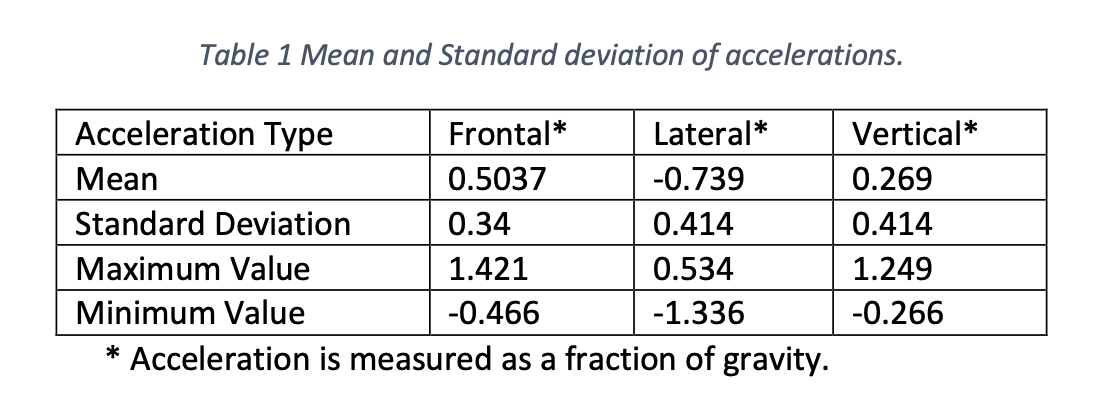 Table 1 Mean and Standard deviation of accelerations.
Acceleration Type Frontal* Lateral* Vertical*
Mean 0.5037 -0.739 0.269
Standard Deviation 0.34 0.414 0.414
Maximum Value 1.421 0.534 1.249
Minimum Value -0.466 -1.336 -0.266
* Acceleration is measured as a fraction of gravity.